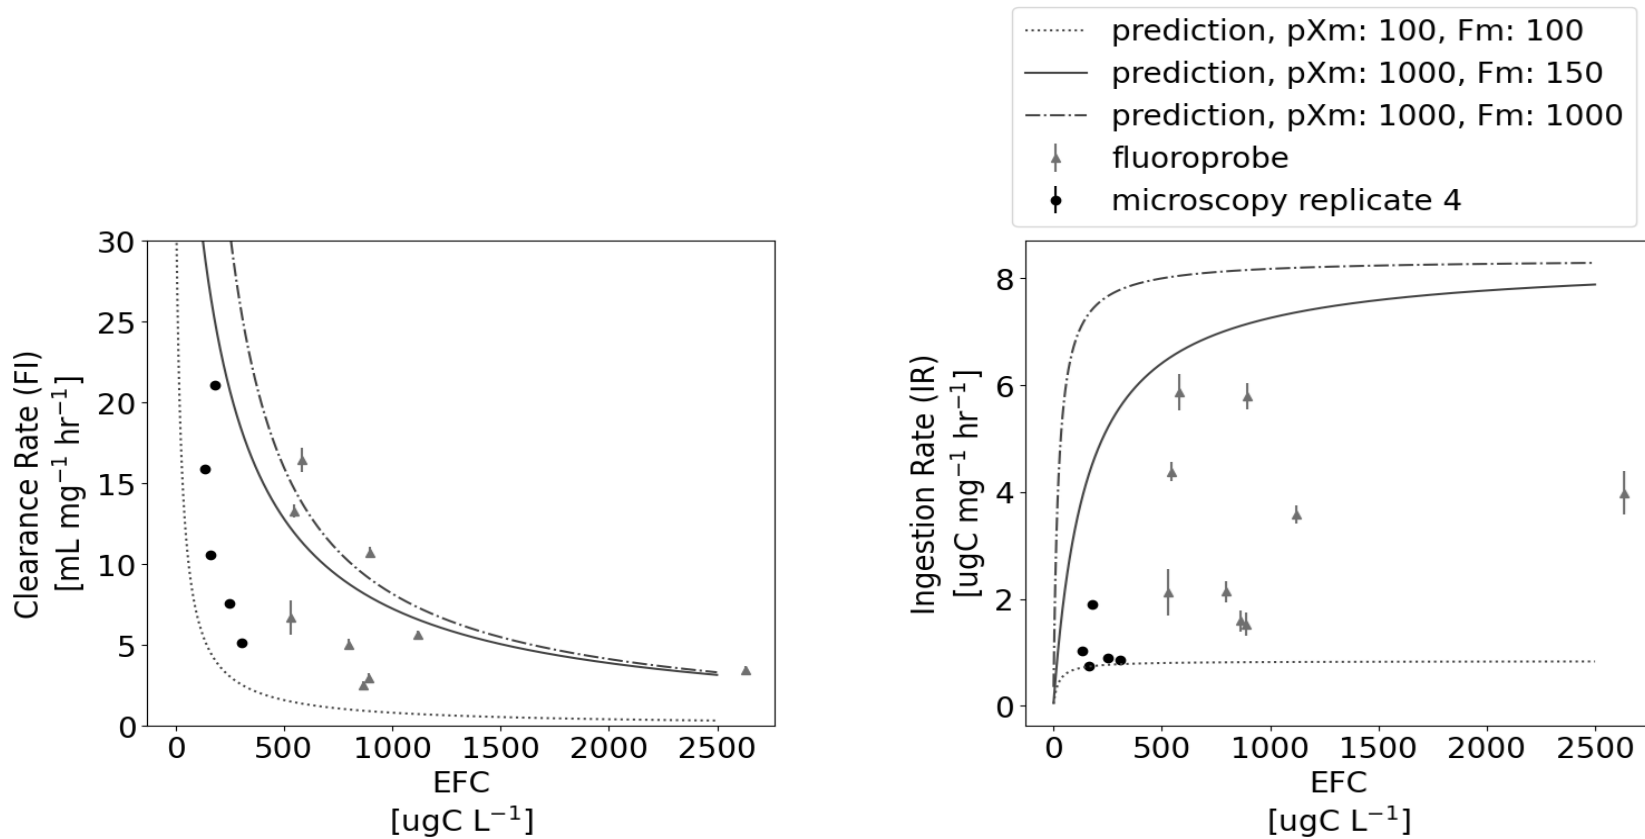 prediction, pXm: 100, Fm: 100
prediction, pXm: 1000, Fm: 150
prediction, pXm: 1000, Fm: 1000
fluoroprobe
microscopy replicate 4
Clearance Rate (FI)
[mL mg⁻¹ hr⁻¹]
30
25
20
15
10
5
0
0 500 1000 1500 2000 2500
EFC
[ugC L⁻¹]
Ingestion Rate (IR)
[ugC mg⁻¹ hr⁻¹]
8
6
4
2
0
0 500 1000 1500 2000 2500
EFC
[ugC L⁻¹]